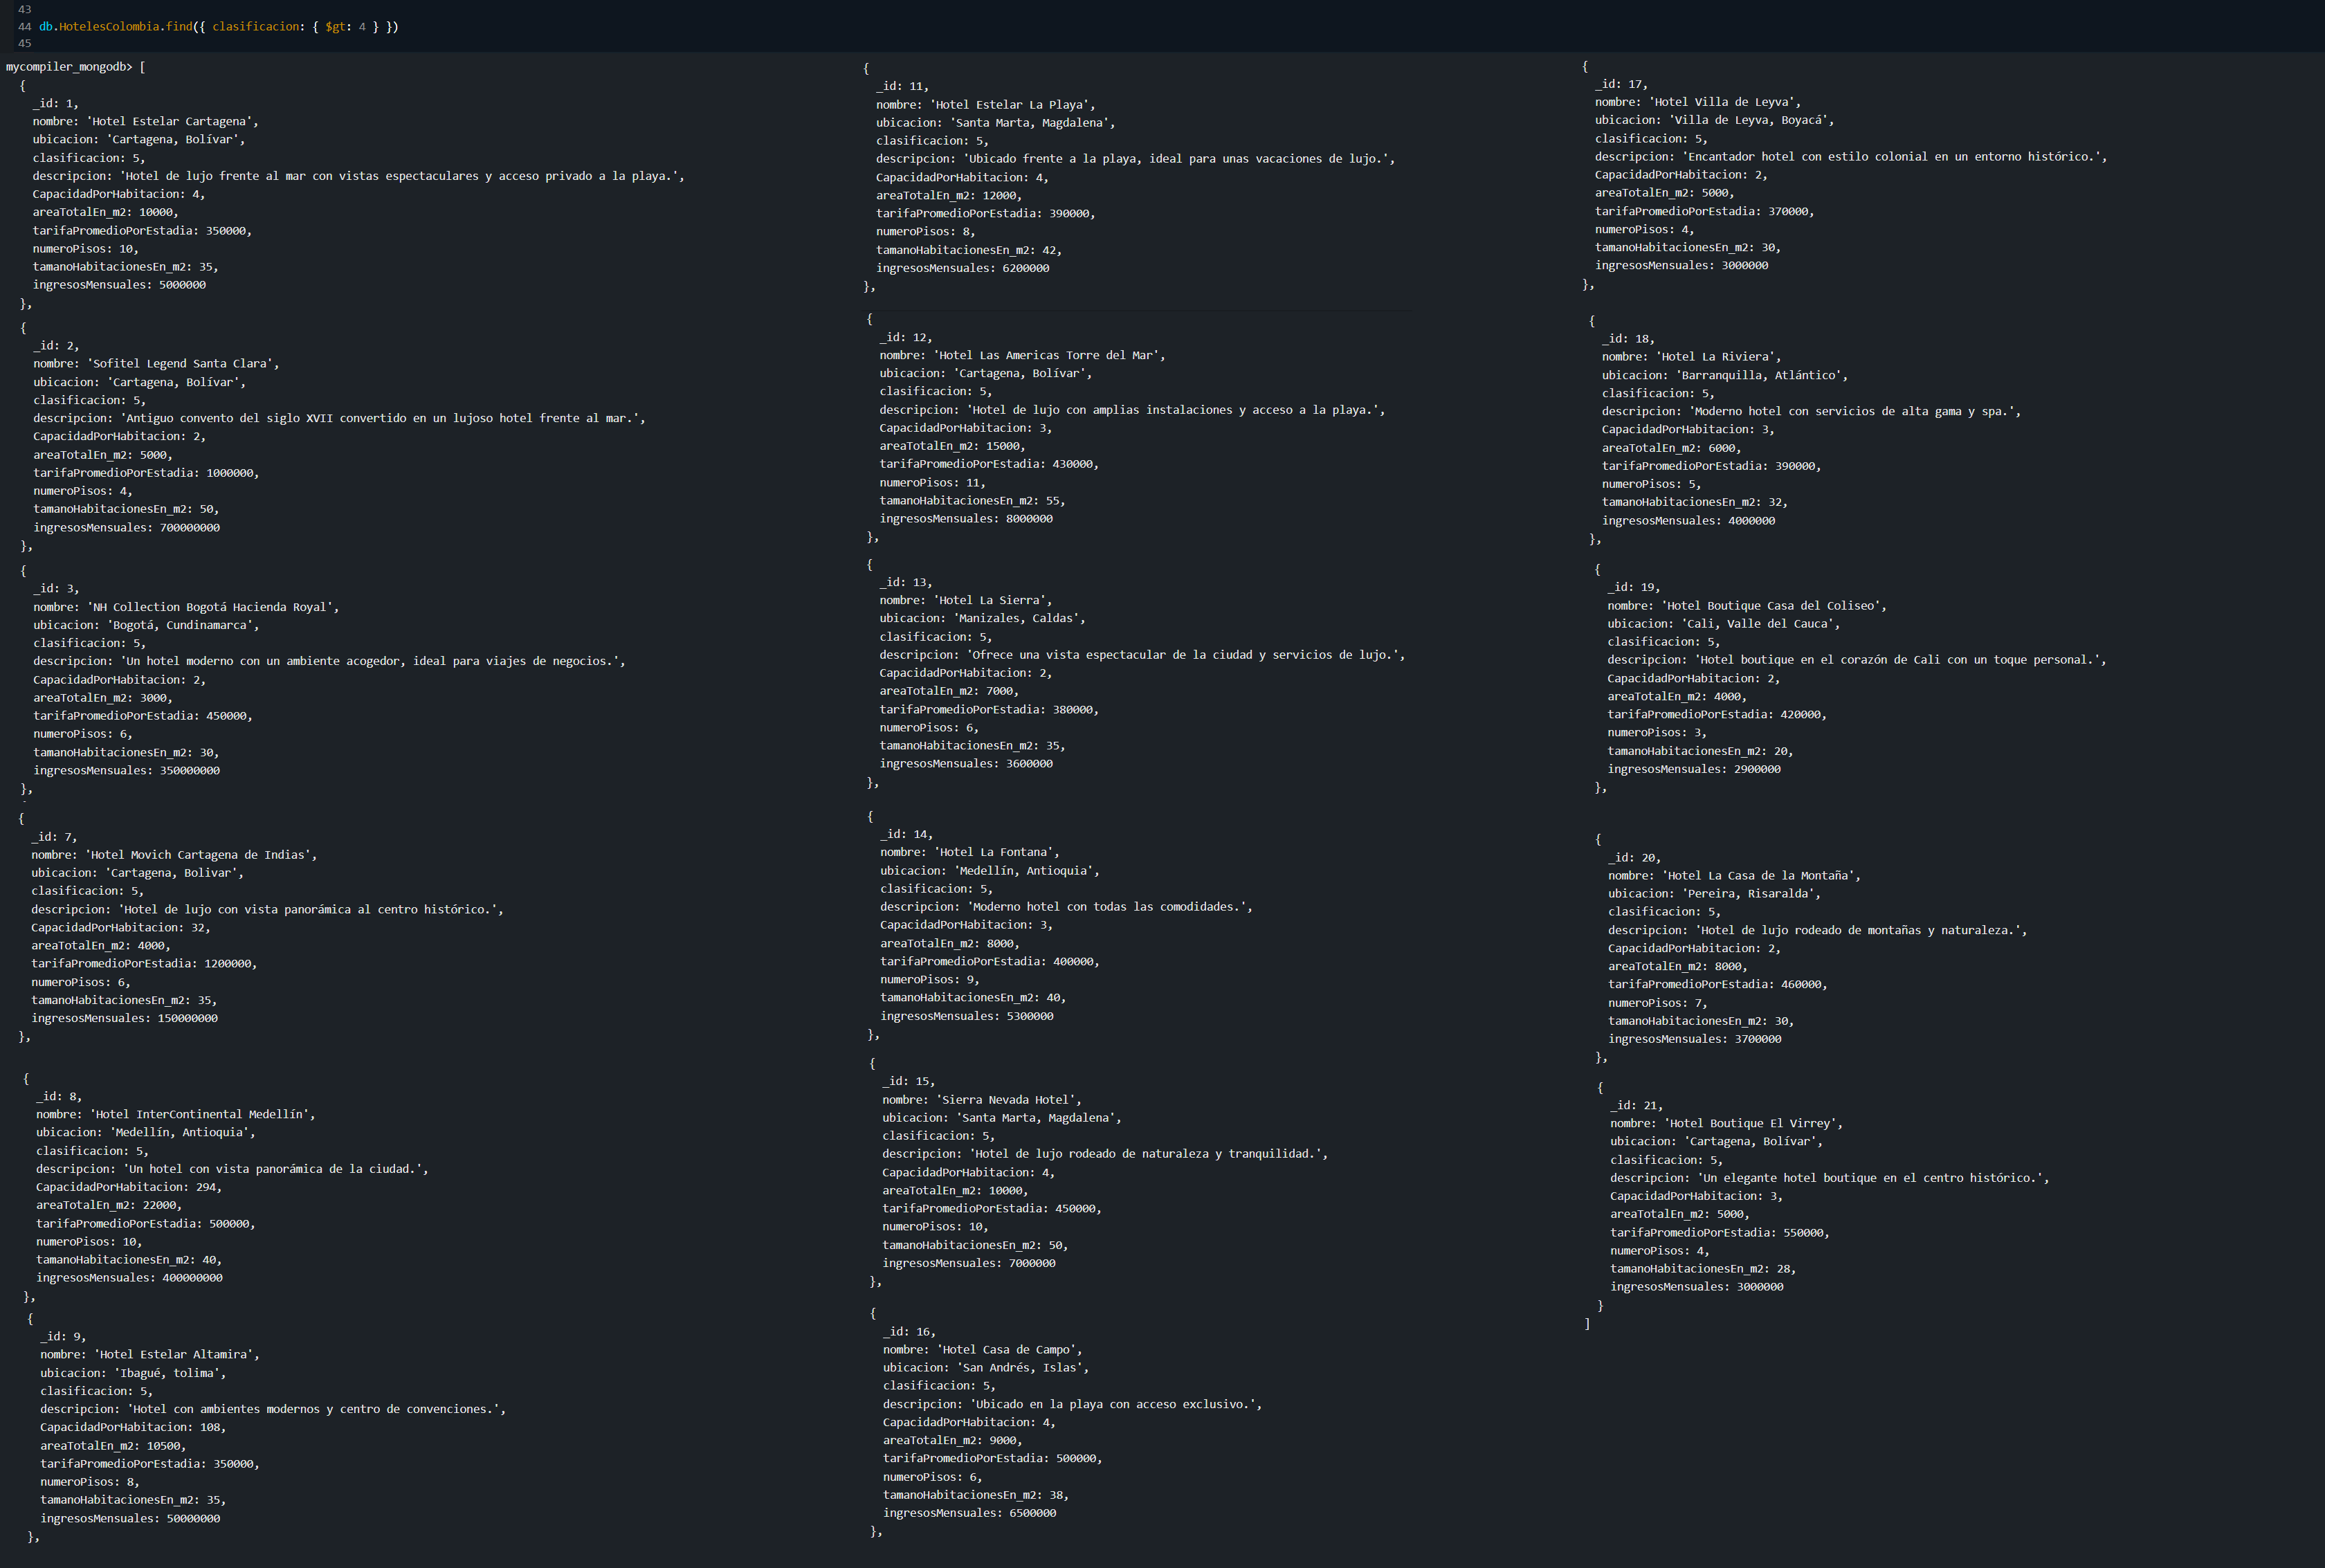 43
44 db.HotelesColombia.find({ clasificacion: { $gt: 4 } })
45
mycompiler_mongodb> [
{
_id: 1,
nombre: 'Hotel Estelar Cartagena',
ubicacion: 'Cartagena, Bolívar',
clasificacion: 5,
descripcion: 'Hotel de lujo frente al mar con vistas espectaculares y acceso privado a la playa.',
CapacidadPorHabitacion: 4,
areaTotalEn_m2: 10000,
tarifaPromedioPorEstadia: 350000,
numeroPisos: 10,
tamanoHabitacionesEn_m2: 35,
ingresosMensuales: 5000000
},
{
_id: 2,
nombre: 'Sofitel Legend Santa Clara',
ubicacion: 'Cartagena, Bolívar',
clasificacion: 5,
descripcion: 'Antiguo convento del siglo XVII convertido en un lujoso hotel frente al mar.',
CapacidadPorHabitacion: 2,
areaTotalEn_m2: 5000,
tarifaPromedioPorEstadia: 1000000,
numeroPisos: 4,
tamanoHabitacionesEn_m2: 50,
ingresosMensuales: 700000000
},
{
_id: 3,
nombre: 'NH Collection Bogotá Hacienda Royal',
ubicacion: 'Bogotá, Cundinamarca',
clasificacion: 5,
descripcion: 'Un hotel moderno con un ambiente acogedor, ideal para viajes de negocios.',
CapacidadPorHabitacion: 2,
areaTotalEn_m2: 3000,
tarifaPromedioPorEstadia: 450000,
numeroPisos: 6,
tamanoHabitacionesEn_m2: 30,
ingresosMensuales: 350000000
},
{
_id: 7,
nombre: 'Hotel Movich Cartagena de Indias',
ubicacion: 'Cartagena, Bolivar',
clasificacion: 5,
descripcion: 'Hotel de lujo con vista panorámica al centro histórico.',
CapacidadPorHabitacion: 32,
areaTotalEn_m2: 4000,
tarifaPromedioPorEstadia: 1200000,
numeroPisos: 6,
tamanoHabitacionesEn_m2: 35,
ingresosMensuales: 150000000
},
{
_id: 8,
nombre: 'Hotel InterContinental Medellín',
ubicacion: 'Medellín, Antioquia',
clasificacion: 5,
descripcion: 'Un hotel con vista panorámica de la ciudad.',
CapacidadPorHabitacion: 294,
areaTotalEn_m2: 22000,
tarifaPromedioPorEstadia: 500000,
numeroPisos: 10,
tamanoHabitacionesEn_m2: 40,
ingresosMensuales: 400000000
},
{
_id: 9,
nombre: 'Hotel Estelar Altamira',
ubicacion: 'Ibagué, tolima',
clasificacion: 5,
descripcion: 'Hotel con ambientes modernos y centro de convenciones.',
CapacidadPorHabitacion: 108,
areaTotalEn_m2: 10500,
tarifaPromedioPorEstadia: 350000,
numeroPisos: 8,
tamanoHabitacionesEn_m2: 35,
ingresosMensuales: 50000000
},
{
_id: 11,
nombre: 'Hotel Estelar La Playa',
ubicacion: 'Santa Marta, Magdalena',
clasificacion: 5,
descripcion: 'Ubicado frente a la playa, ideal para unas vacaciones de lujo.',
CapacidadPorHabitacion: 4,
areaTotalEn_m2: 12000,
tarifaPromedioPorEstadia: 390000,
numeroPisos: 8,
tamanoHabitacionesEn_m2: 42,
ingresosMensuales: 6200000
},
{
_id: 12,
nombre: 'Hotel Las Americas Torre del Mar',
ubicacion: 'Cartagena, Bolívar',
clasificacion: 5,
descripcion: 'Hotel de lujo con amplias instalaciones y acceso a la playa.',
CapacidadPorHabitacion: 3,
areaTotalEn_m2: 15000,
tarifaPromedioPorEstadia: 430000,
numeroPisos: 11,
tamanoHabitacionesEn_m2: 55,
ingresosMensuales: 8000000
},
{
_id: 13,
nombre: 'Hotel La Sierra',
ubicacion: 'Manizales, Caldas',
clasificacion: 5,
descripcion: 'Ofrece una vista espectacular de la ciudad y servicios de lujo.',
CapacidadPorHabitacion: 2,
areaTotalEn_m2: 7000,
tarifaPromedioPorEstadia: 380000,
numeroPisos: 6,
tamanoHabitacionesEn_m2: 35,
ingresosMensuales: 3600000
},
{
_id: 14,
nombre: 'Hotel La Fontana',
ubicacion: 'Medellín, Antioquia',
clasificacion: 5,
descripcion: 'Moderno hotel con todas las comodidades.',
CapacidadPorHabitacion: 3,
areaTotalEn_m2: 8000,
tarifaPromedioPorEstadia: 400000,
numeroPisos: 9,
tamanoHabitacionesEn_m2: 40,
ingresosMensuales: 5300000
},
{
_id: 15,
nombre: 'Sierra Nevada Hotel',
ubicacion: 'Santa Marta, Magdalena',
clasificacion: 5,
descripcion: 'Hotel de lujo rodeado de naturaleza y tranquilidad.',
CapacidadPorHabitacion: 4,
areaTotalEn_m2: 10000,
tarifaPromedioPorEstadia: 450000,
numeroPisos: 10,
tamanoHabitacionesEn_m2: 50,
ingresosMensuales: 7000000
},
{
_id: 16,
nombre: 'Hotel Casa de Campo',
ubicacion: 'San Andrés, Islas',
clasificacion: 5,
descripcion: 'Ubicado en la playa con acceso exclusivo.',
CapacidadPorHabitacion: 4,
areaTotalEn_m2: 9000,
tarifaPromedioPorEstadia: 500000,
numeroPisos: 6,
tamanoHabitacionesEn_m2: 38,
ingresosMensuales: 6500000
},
{
_id: 17,
nombre: 'Hotel Villa de Leyva',
ubicacion: 'Villa de Leyva, Boyacá',
clasificacion: 5,
descripcion: 'Encantador hotel con estilo colonial en un entorno histórico.',
CapacidadPorHabitacion: 2,
areaTotalEn_m2: 5000,
tarifaPromedioPorEstadia: 370000,
numeroPisos: 4,
tamanoHabitacionesEn_m2: 30,
ingresosMensuales: 3000000
},
{
_id: 18,
nombre: 'Hotel La Riviera',
ubicacion: 'Barranquilla, Atlántico',
clasificacion: 5,
descripcion: 'Moderno hotel con servicios de alta gama y spa.',
CapacidadPorHabitacion: 3,
areaTotalEn_m2: 6000,
tarifaPromedioPorEstadia: 390000,
numeroPisos: 5,
tamanoHabitacionesEn_m2: 32,
ingresosMensuales: 4000000
},
{
_id: 19,
nombre: 'Hotel Boutique Casa del Coliseo',
ubicacion: 'Cali, Valle del Cauca',
clasificacion: 5,
descripcion: 'Hotel boutique en el corazón de Cali con un toque personal.',
CapacidadPorHabitacion: 2,
areaTotalEn_m2: 4000,
tarifaPromedioPorEstadia: 420000,
numeroPisos: 3,
tamanoHabitacionesEn_m2: 20,
ingresosMensuales: 2900000
},
{
_id: 20,
nombre: 'Hotel La Casa de la Montaña',
ubicacion: 'Pereira, Risaralda',
clasificacion: 5,
descripcion: 'Hotel de lujo rodeado de montañas y naturaleza.',
CapacidadPorHabitacion: 2,
areaTotalEn_m2: 8000,
tarifaPromedioPorEstadia: 460000,
numeroPisos: 7,
tamanoHabitacionesEn_m2: 30,
ingresosMensuales: 3700000
},
{
_id: 21,
nombre: 'Hotel Boutique El Virrey',
ubicacion: 'Cartagena, Bolívar',
clasificacion: 5,
descripcion: 'Un elegante hotel boutique en el centro histórico.',
CapacidadPorHabitacion: 3,
areaTotalEn_m2: 5000,
tarifaPromedioPorEstadia: 550000,
numeroPisos: 4,
tamanoHabitacionesEn_m2: 28,
ingresosMensuales: 3000000
}
]